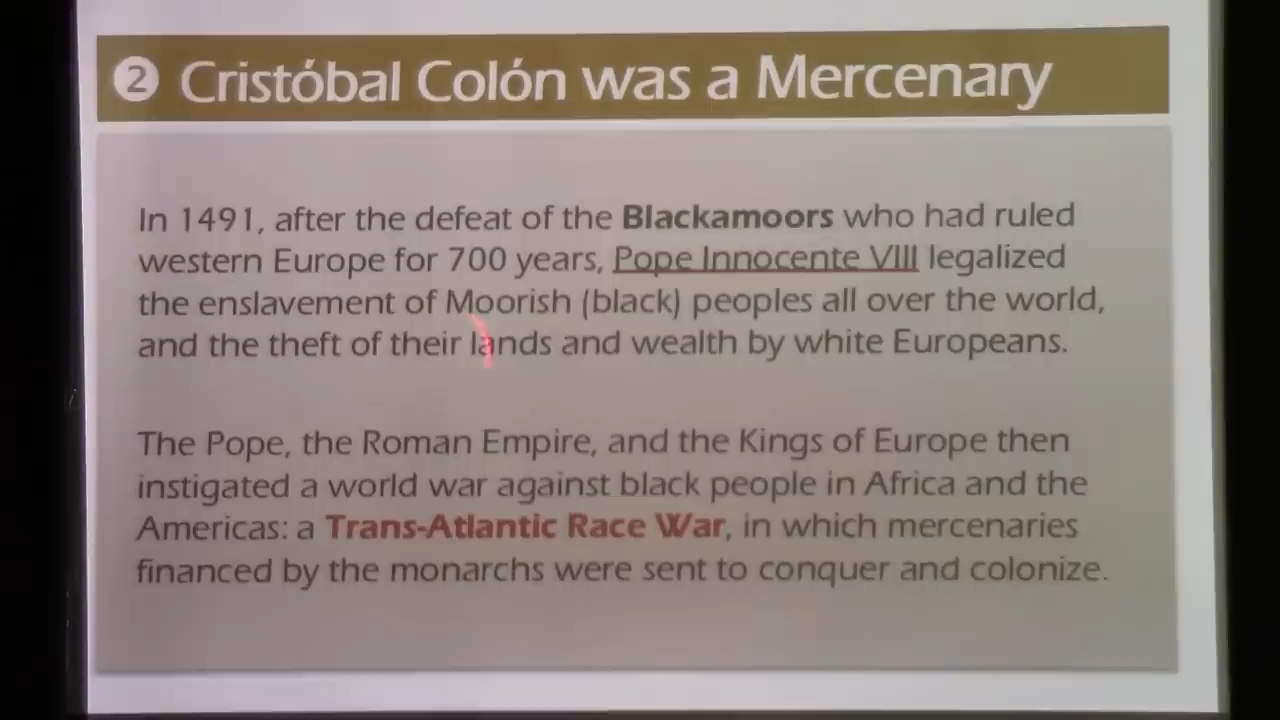 2 Cristóbal Colón was a Mercenary
In 1491, after the defeat of the Blackamoors who had ruled
western Europe for 700 years, Pope Innocente VIII legalized
the enslavement of Moorish (black) peoples all over the world,
and the theft of their lands and wealth by white Europeans.
The Pope, the Roman Empire, and the Kings of Europe then
instigated a world war against black people in Africa and the
Americas: a Trans-Atlantic Race War, in which mercenaries
financed by the monarchs were sent to conquer and colonize.